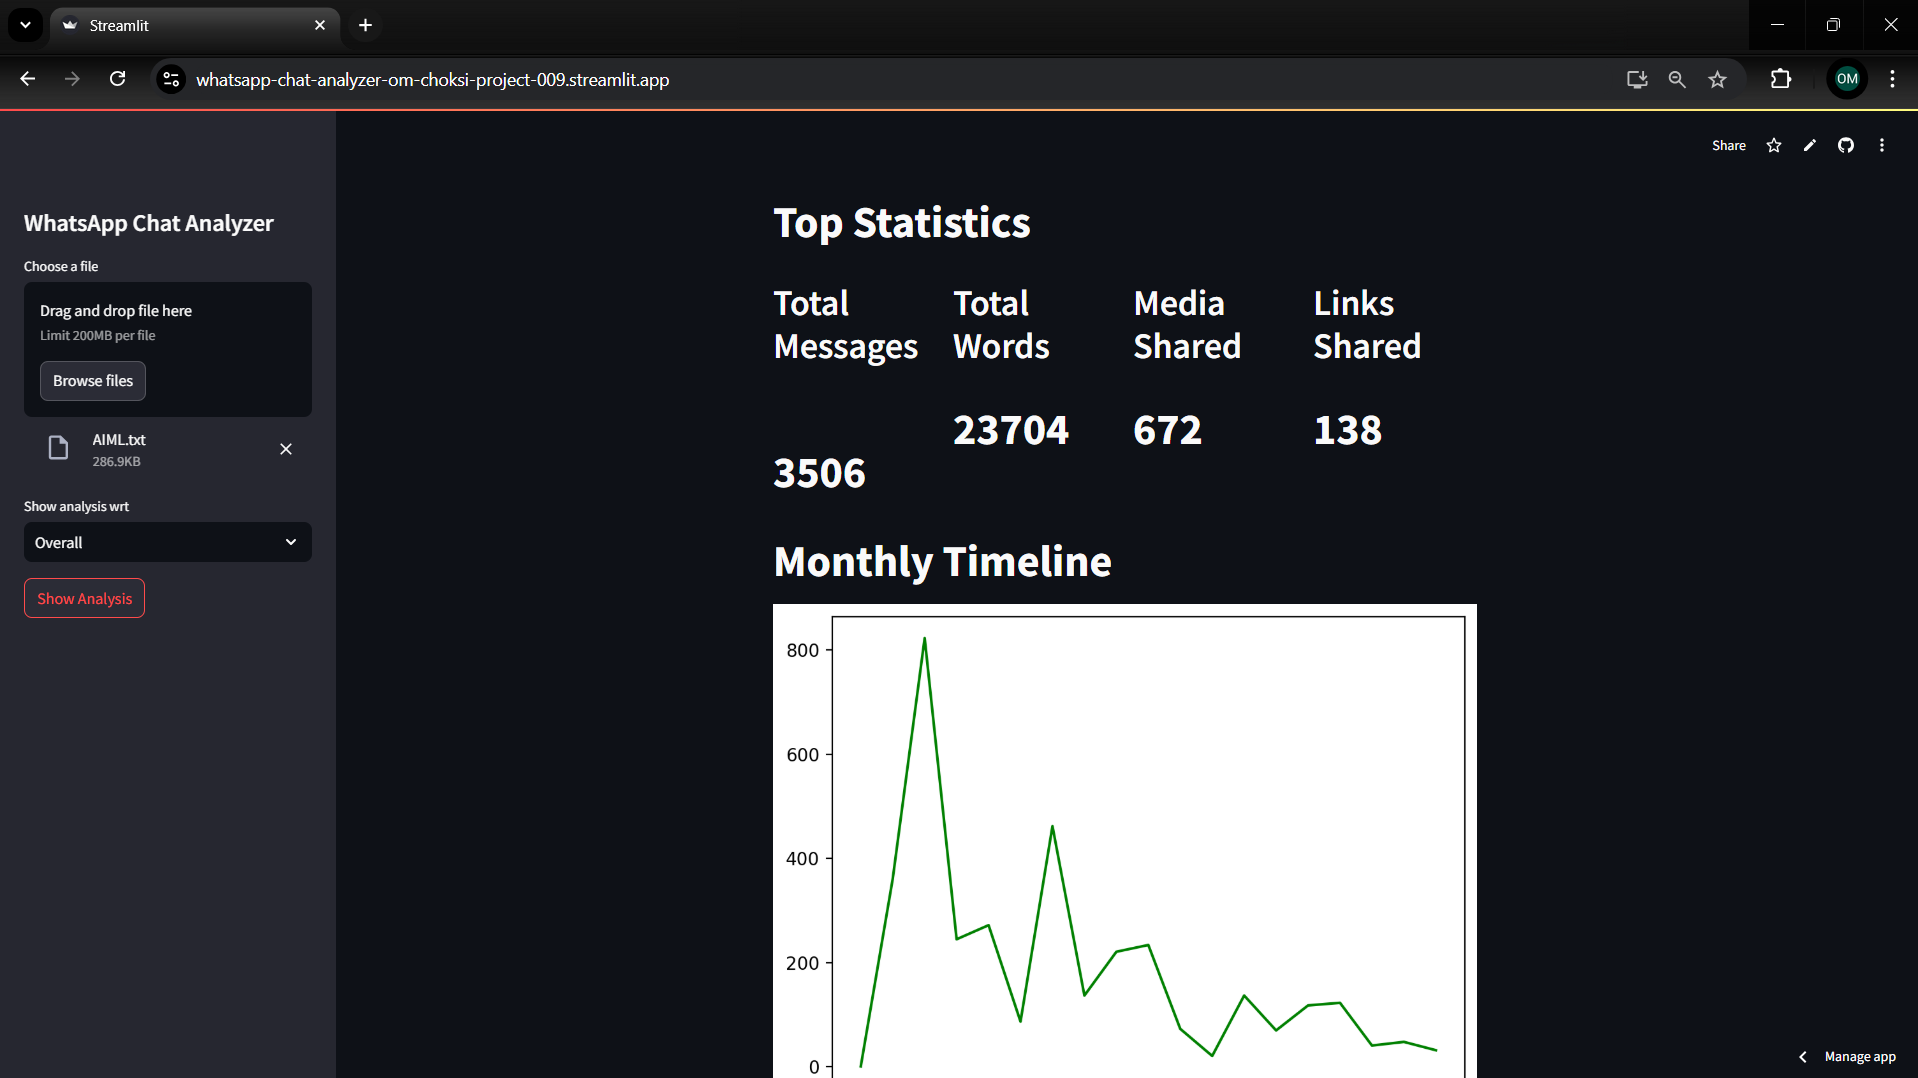 Streamlit
whatsapp-chat-analyzer-om-choksi-project-009.streamlit.app
OM
Share
WhatsApp Chat Analyzer
Choose a file
Drag and drop file here
Limit 200MB per file
Browse files
AIML.txt
286.9KB
Show analysis wrt
Overall
Show Analysis
Top Statistics
Total Messages
3506
Total Words
23704
Media Shared
672
Links Shared
138
Monthly Timeline
800
600
400
200
0
Manage app